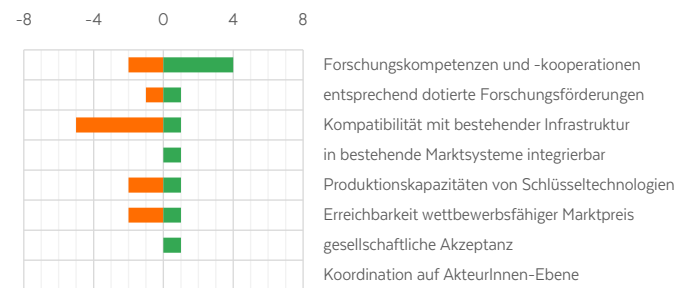 -8 -4 0 4 8
Forschungskompetenzen und -kooperationen
entsprechend dotierte Forschungsförderungen
Kompatibilität mit bestehender Infrastruktur
in bestehende Marktsysteme integrierbar
Produktionskapazitäten von Schlüsseltechnologien
Erreichbarkeit wettbewerbsfähiger Marktpreis
gesellschaftliche Akzeptanz
Koordination auf AkteurInnen-Ebene